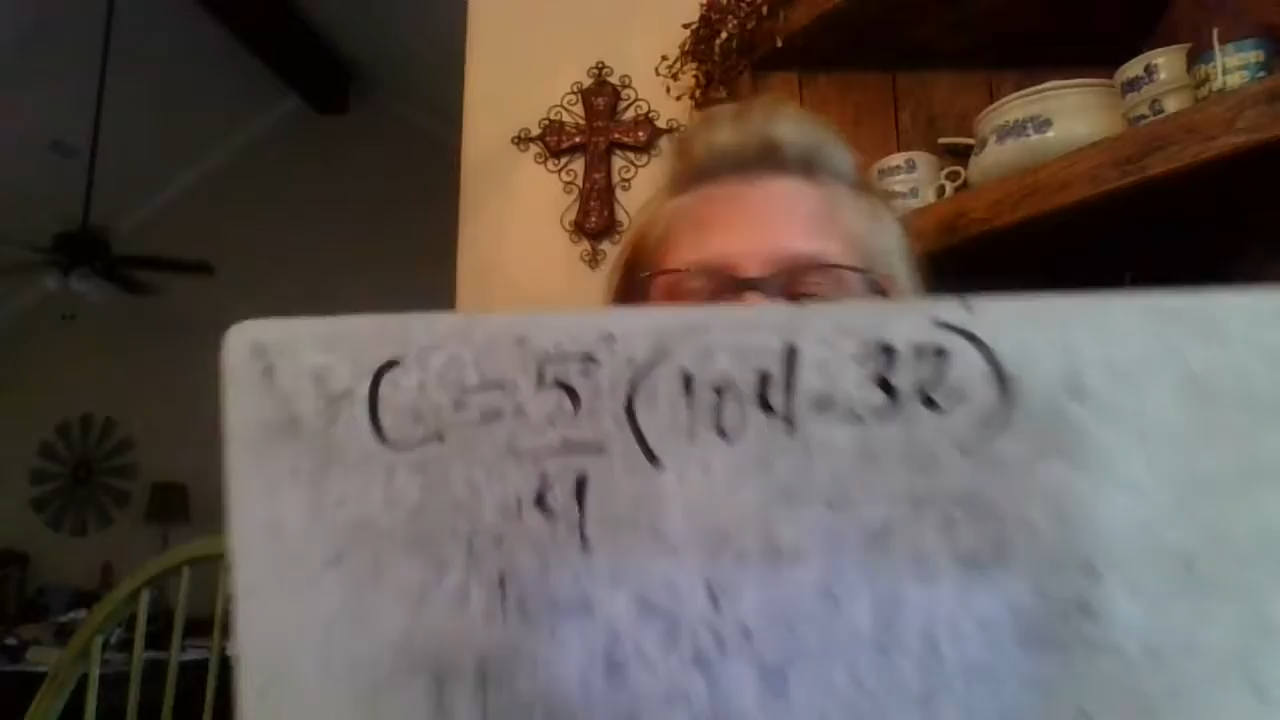 C = 5/9 (104 - 32)